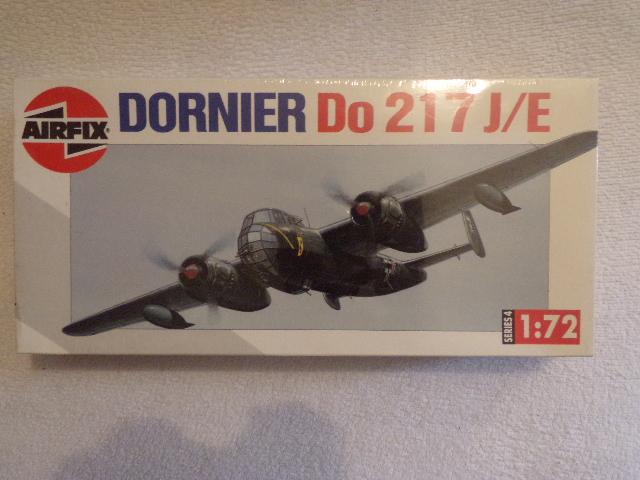 AIRFIX
DORNIER Do 217 J/E
SERIES 4
1:72